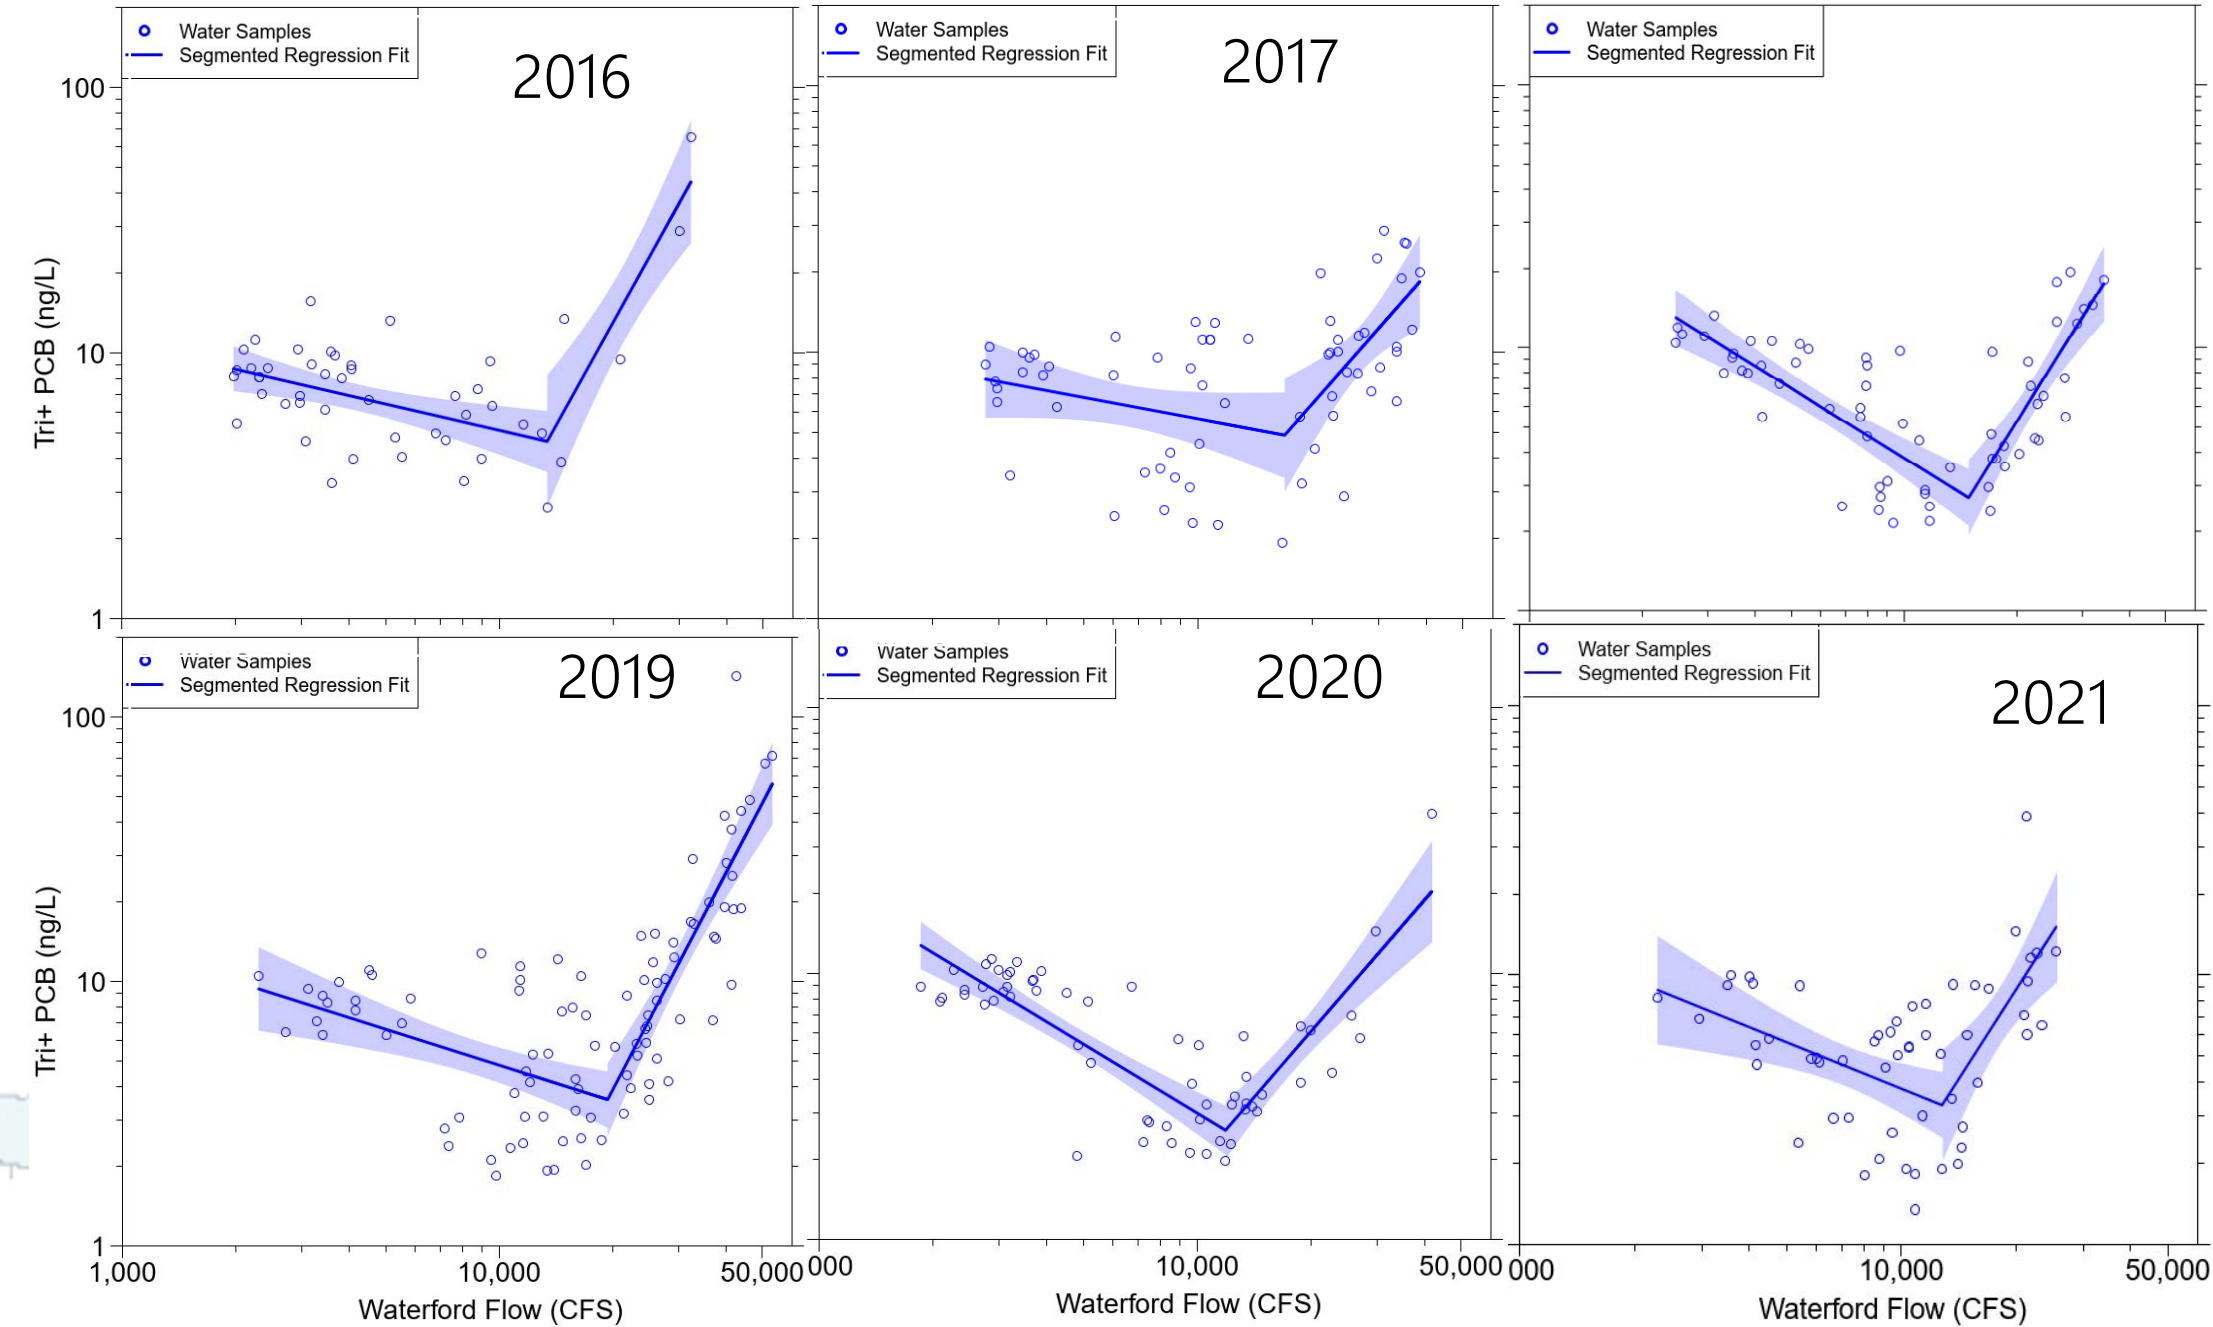 Water Samples
Segmented Regression Fit
2016
100
10
1
Tri+ PCB (ng/L)
Water Samples
Segmented Regression Fit
2017
Water Samples
Segmented Regression Fit
Water Samples
Segmented Regression Fit
2019
100
10
1
Tri+ PCB (ng/L)
1,000
10,000
50,000
Waterford Flow (CFS)
Water Samples
Segmented Regression Fit
2020
000
10,000
50,000
Waterford Flow (CFS)
Water Samples
Segmented Regression Fit
2021
000
10,000
50,000
Waterford Flow (CFS)